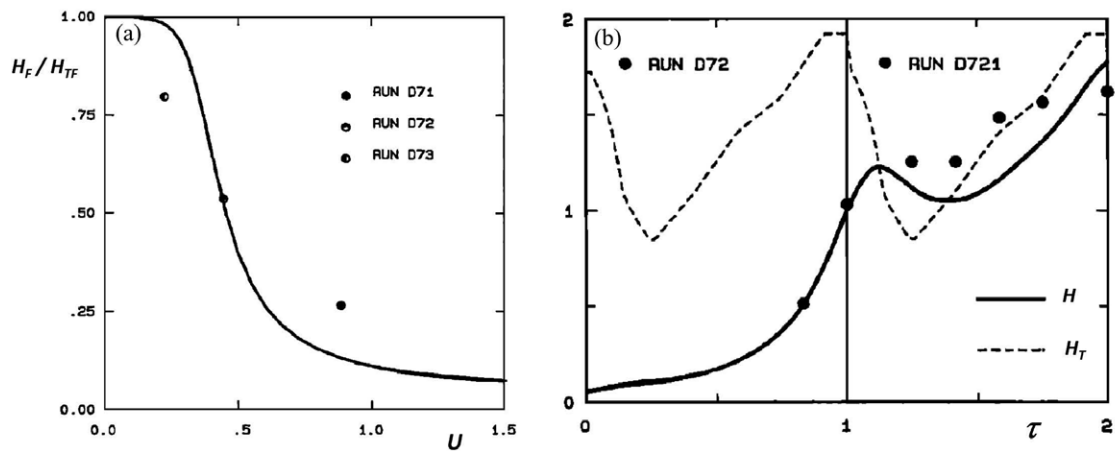 (a)
1.00
H_F / H_TF
.75
.50
.25
0.00
0.0
.5
1.0
1.5
U
RUN D71
RUN D72
RUN D73
(b)
2
1
0
RUN D72
RUN D721
H
H_T
0
1
2
τ